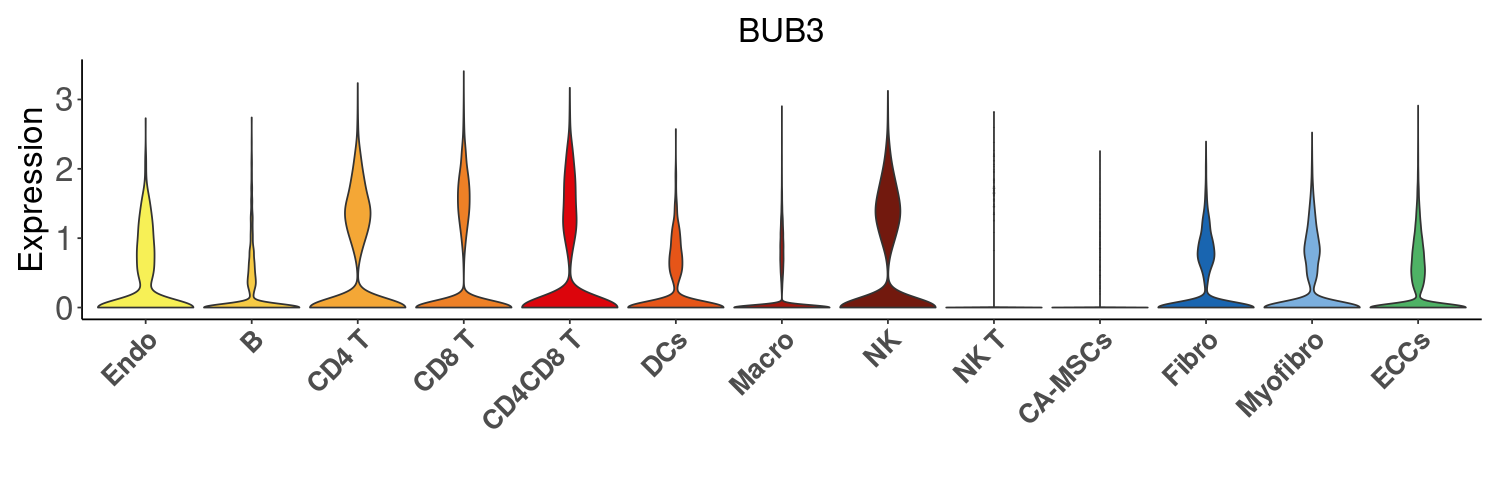 BUB3
Expression
3
2
1
0
Endo
B
CD4 T
CD8 T
CD4CD8 T
DCs
Macro
NK
NK T
CA-MSCs
Fibro
Myofibro
ECCs